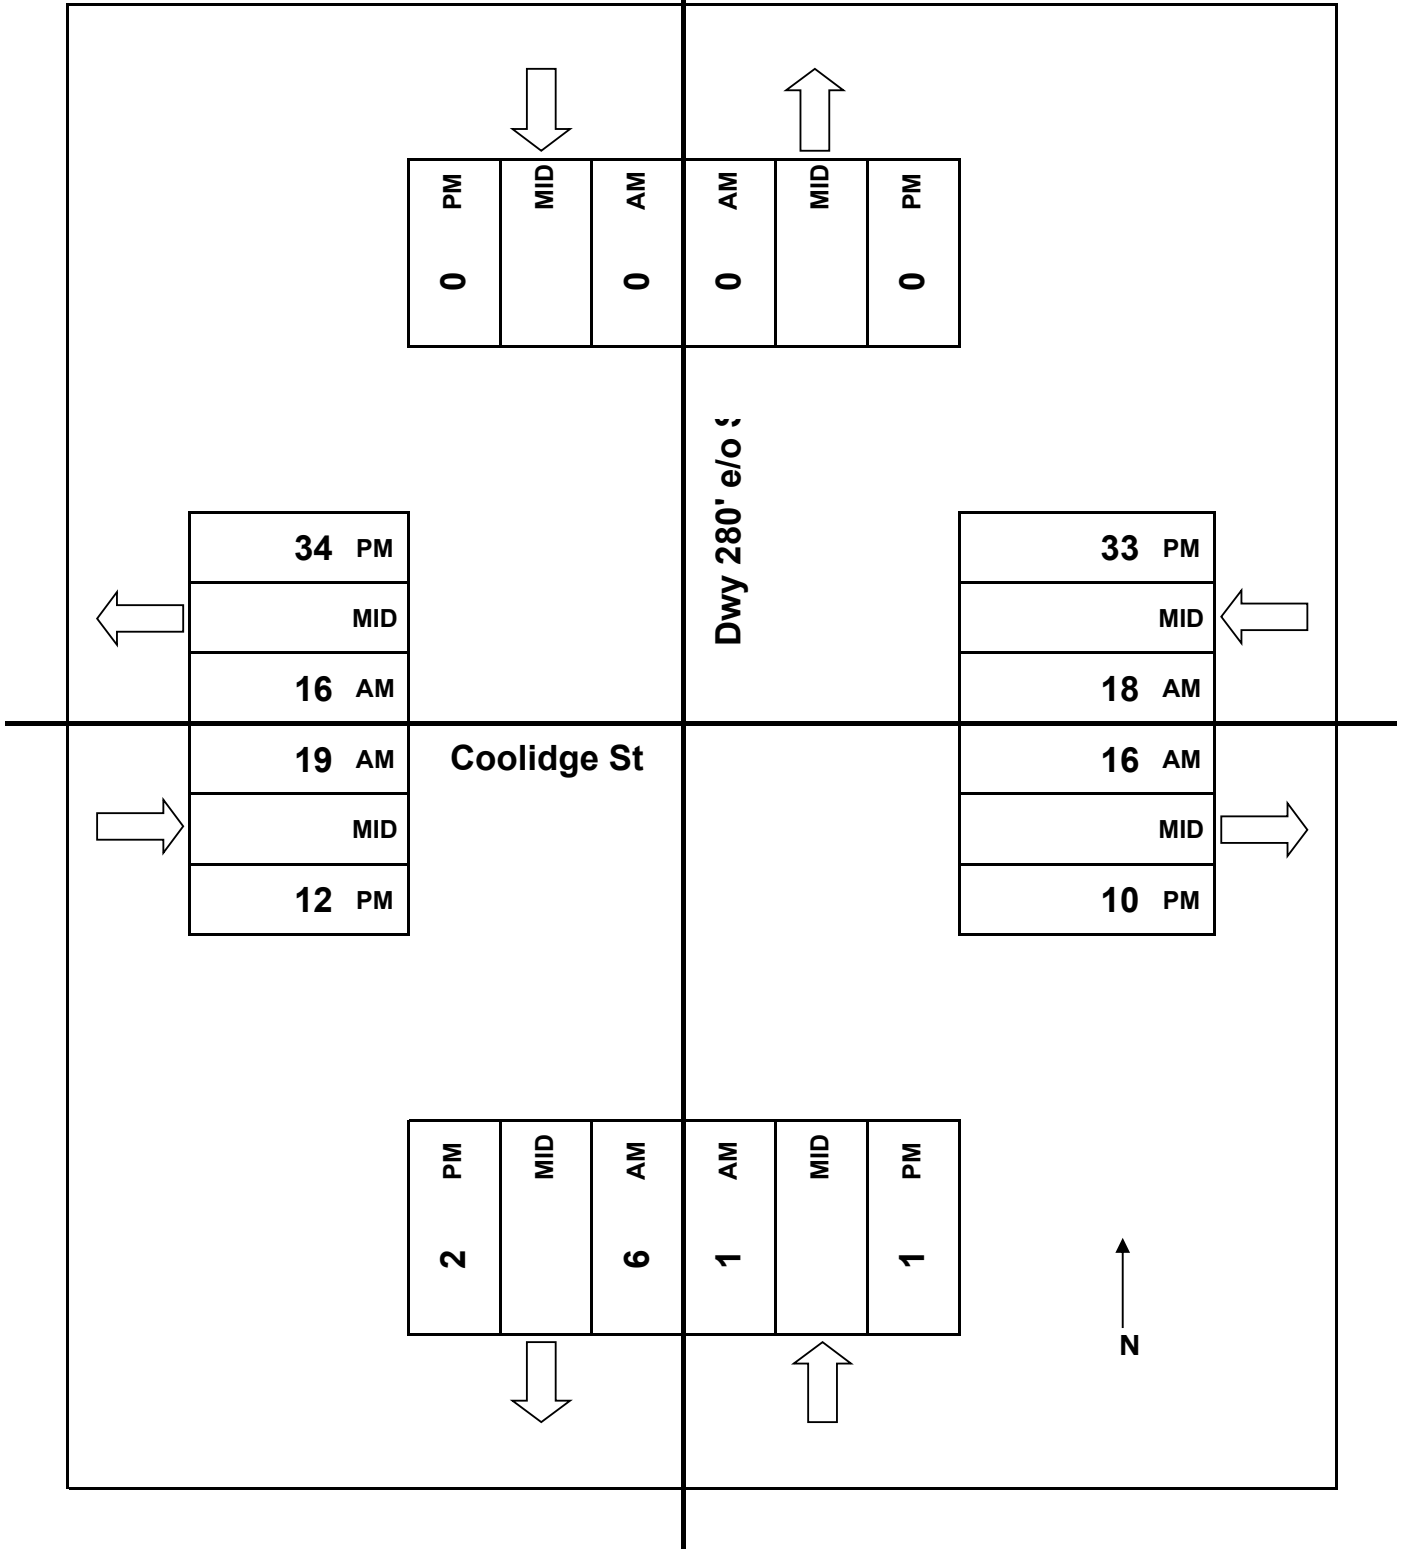 PM MID AM AM MID PM
0 0 0 0
Dwy 280' e/o
34 PM
MID
16 AM
33 PM
MID
18 AM
Coolidge St
19 AM
MID
12 PM
16 AM
MID
10 PM
PM MID AM AM MID PM
2 6 1 1
N